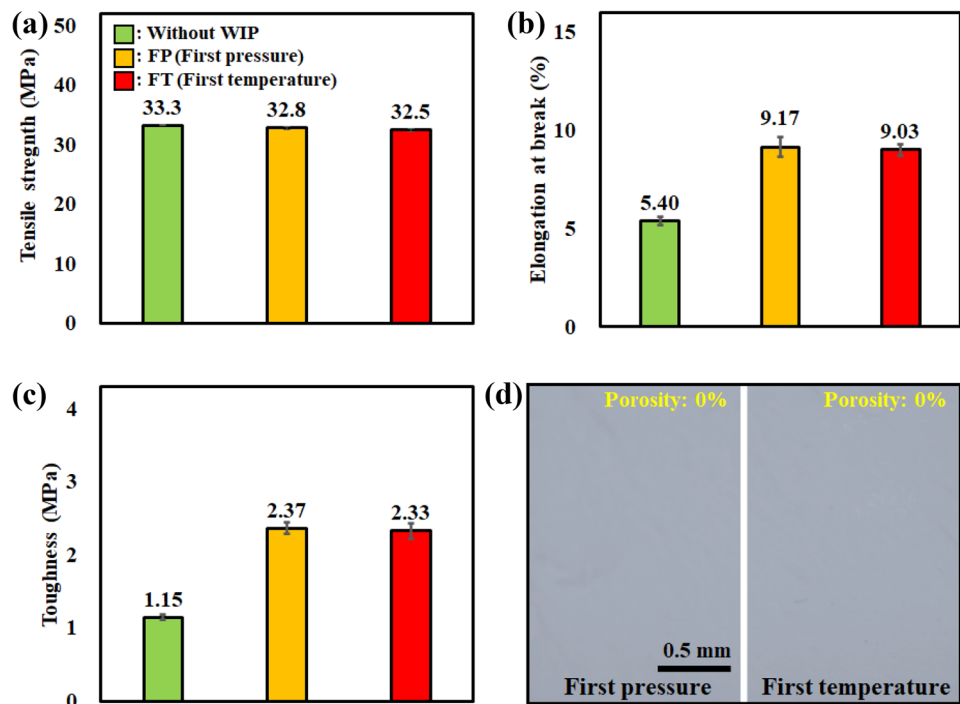 (a)
Tensile stregnth (MPa)
50
40
30
20
10
0
: Without WIP
: FP (First pressure)
: FT (First temperature)
33.3
32.8
32.5
(b)
Elongation at break (%)
15
10
5
0
5.40
9.17
9.03
(c)
Toughness (MPa)
4
3
2
1
0
1.15
2.37
2.33
(d)
Porosity: 0%
Porosity: 0%
0.5 mm
First pressure
First temperature